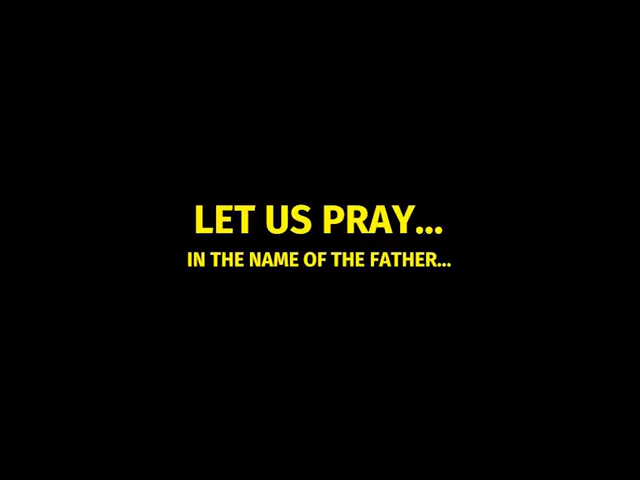 LET US PRAY...
IN THE NAME OF THE FATHER...